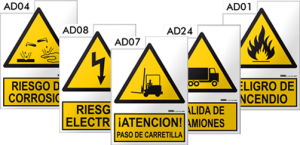 AD04
RIESGO D
CORROSIO
AD08
RIESG
ELECTR
AD07
¡ATENCION!
PASO DE CARRETILLA
AD24
ALIDA DE
AMIONES
AD01
ELIGRO DE
NCENDIO